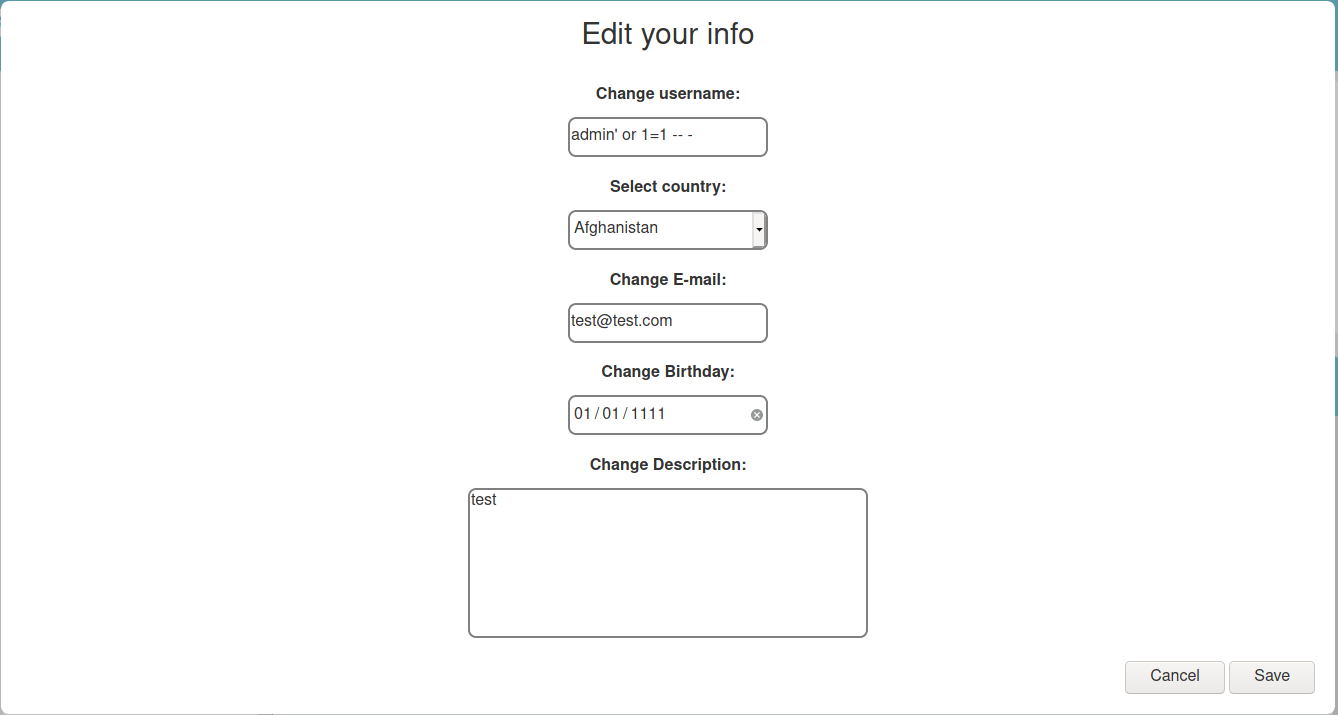 Edit your info
Change username:
admin' or 1=1 -- -
Select country:
Afghanistan
Change E-mail:
test@test.com
Change Birthday:
01 / 01 / 1111
Change Description:
test
Cancel Save